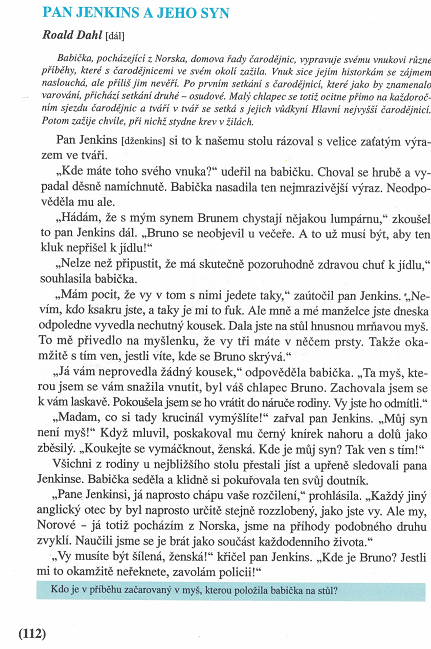 PAN JENKINS A JEHO SYN
Roald Dahl [dál]
Babička, pocházející z Norska, domova řady čarodějnic, vypravuje svému vnukovi různé
příběhy, které s čarodějnicemi ve svém okolí zažila. Vnuk sice jejím historkám se zájmem
naslouchá, ale příliš jim nevěří. Po prvním setkání s čarodějnicí, které jako by znamenalo
varování, přichází setkání druhé – osudové. Malý chlapec se totiž ocitne přímo na každoroč-
ním sjezdu čarodějnic a tváří v tvář se setká s jejich vůdkyní Hlavní nejvyšší čarodějnicí.
Potom zažije chvíle, při nichž stydne krev v žilách.
Pan Jenkins [dženkins] si to k našemu stolu rázoval s velice zaťatým výra-
zem ve tváři.
„Kde máte toho svého vnuka?“ udeřil na babičku. Choval se hrubě a vy-
padal děsně namíchnutě. Babička nasadila ten nejmrazivější výraz. Neodpo-
věděla mu ale.
„Hádám, že s mým synem Brunem chystají nějakou lumpárnu,“ zkoušel
to pan Jenkins dál. „Bruno se neobjevil u večeře. A to už musí být, aby ten
kluk nepřišel k jídlu!“
„Nelze než připustit, že má skutečně pozoruhodně zdravou chuť k jídlu,“
souhlasila babička.
„Mám pocit, že vy v tom s nimi jedete taky,“ zaútočil pan Jenkins. „Ne-
vím, kdo ksakru jste, a taky je mi to fuk. Ale mně a mé manželce jste dneska
odpoledne vyvedla nechutný kousek. Dala jste na stůl hnusnou mrňavou myš.
To mě přivedlo na myšlenku, že vy tři máte v něčem prsty. Takže oka-
mžitě s tím ven, jestli víte, kde se Bruno skrývá.“
„Já vám neprovedla žádný kousek,“ odpověděla babička. „Ta myš, kte-
rou jsem se vám snažila vnutit, byl váš chlapec Bruno. Zachovala jsem se
k vám laskavě. Pokoušela jsem se ho vrátit do náruče rodiny. Vy jste ho odmítli.“
„Madam, co si tady krucinál vymýšlíte!“ zařval pan Jenkins. „Můj syn
není myš!“ Když mluvil, poskakoval mu černý knírek nahoru a dolů jako
zběsilý. „Koukejte se vymáčknout, ženská. Kde je můj syn? Tak ven s tím!“
Všichni z rodiny u nejbližšího stolu přestali jíst a upřeně sledovali pana
Jenkinse. Babička seděla a klidně si pokuřovala ten svůj doutník.
„Pane Jenkinsi, já naprosto chápu vaše rozčilení,“ prohlásila. „Každý jiný
anglický otec by byl naprosto určitě stejně rozzlobený, jako jste vy. Ale my,
Norové – já totiž pocházím z Norska, jsme na příhody podobného druhu
zvyklí. Naučili jsme se je brát jako součást každodenního života.“
„Vy musíte být šílená, ženská!“ křičel pan Jenkins. „Kde je Bruno? Jestli
mi to okamžitě neřeknete, zavolám policii!“
Kdo je v příběhu začarovaný v myš, kterou položila babička na stůl?
(112)